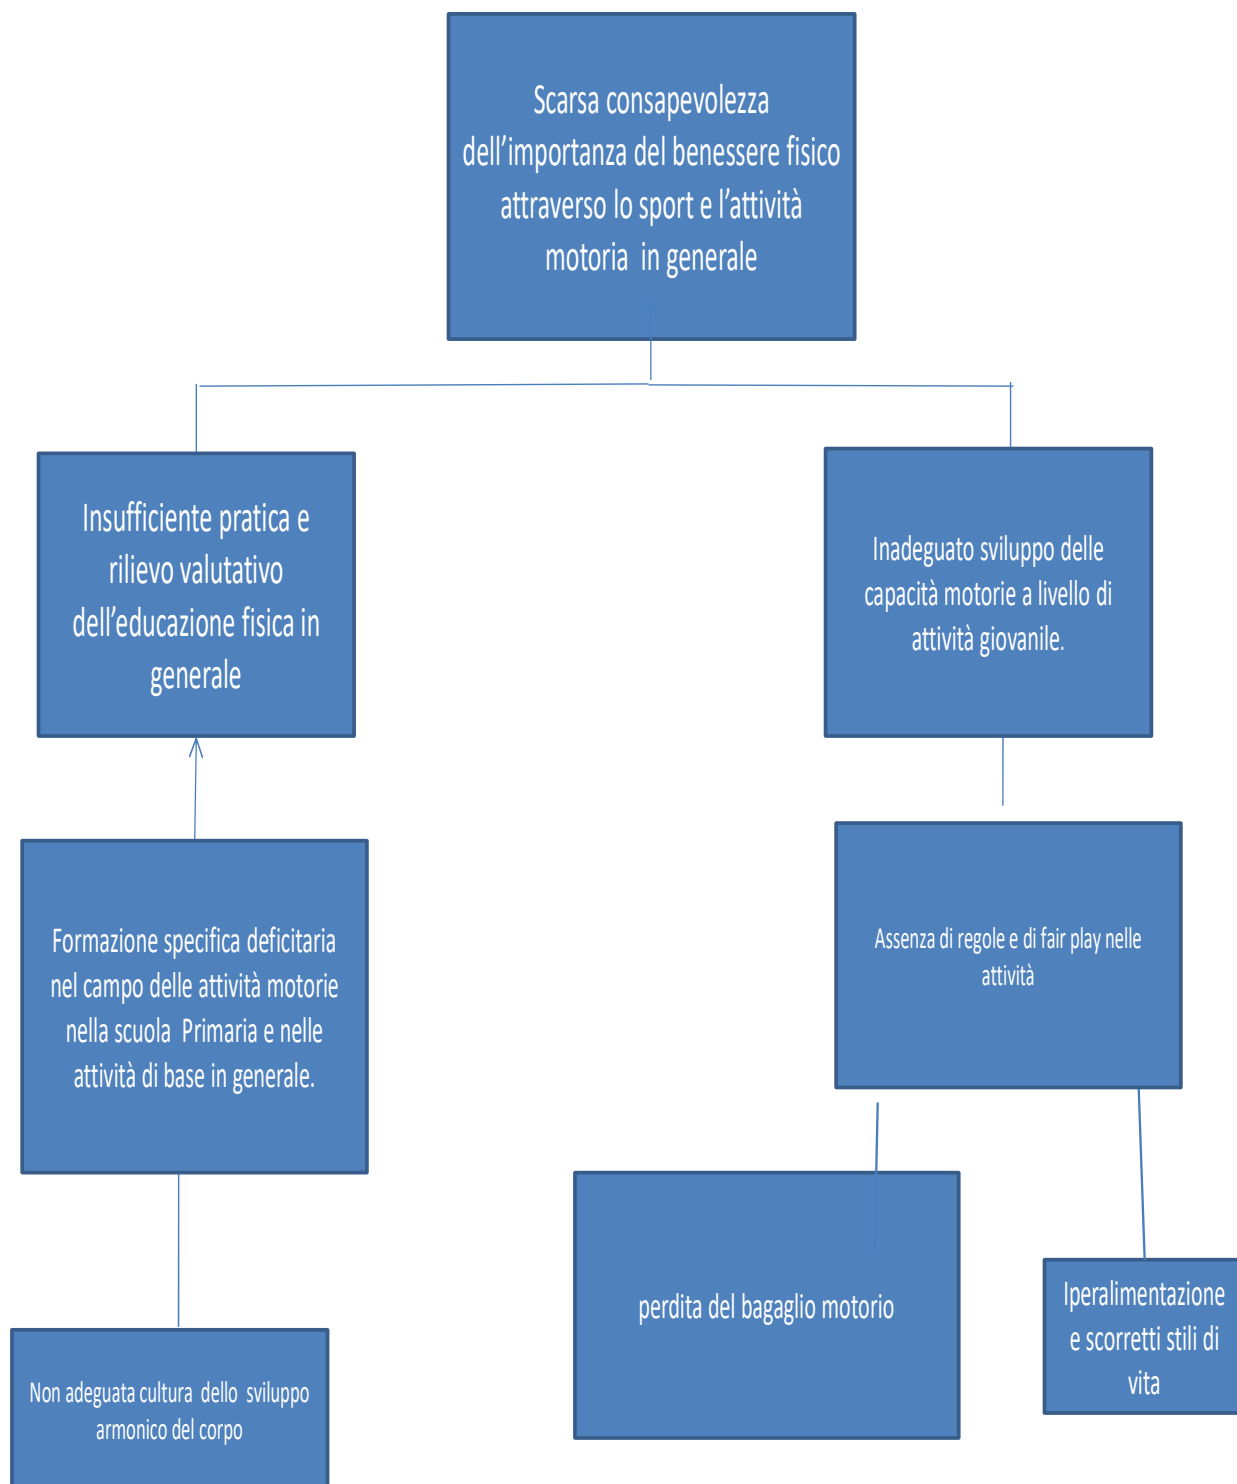 Scarsa consapevolezza
dell’importanza del benessere fisico
attraverso lo sport e l’attività
motoria in generale
Insufficiente pratica e
rilievo valutativo
dell’educazione fisica in
generale
Inadeguato sviluppo delle
capacità motorie a livello di
attività giovanile.
Formazione specifica deficitaria
nel campo delle attività motorie
nella scuola Primaria e nelle
attività di base in generale.
Assenza di regole e di fair play nelle
attività
perdita del bagaglio motorio
Iperalimentazione
e scorretti stili di
vita
Non adeguata cultura dello sviluppo
armonico del corpo